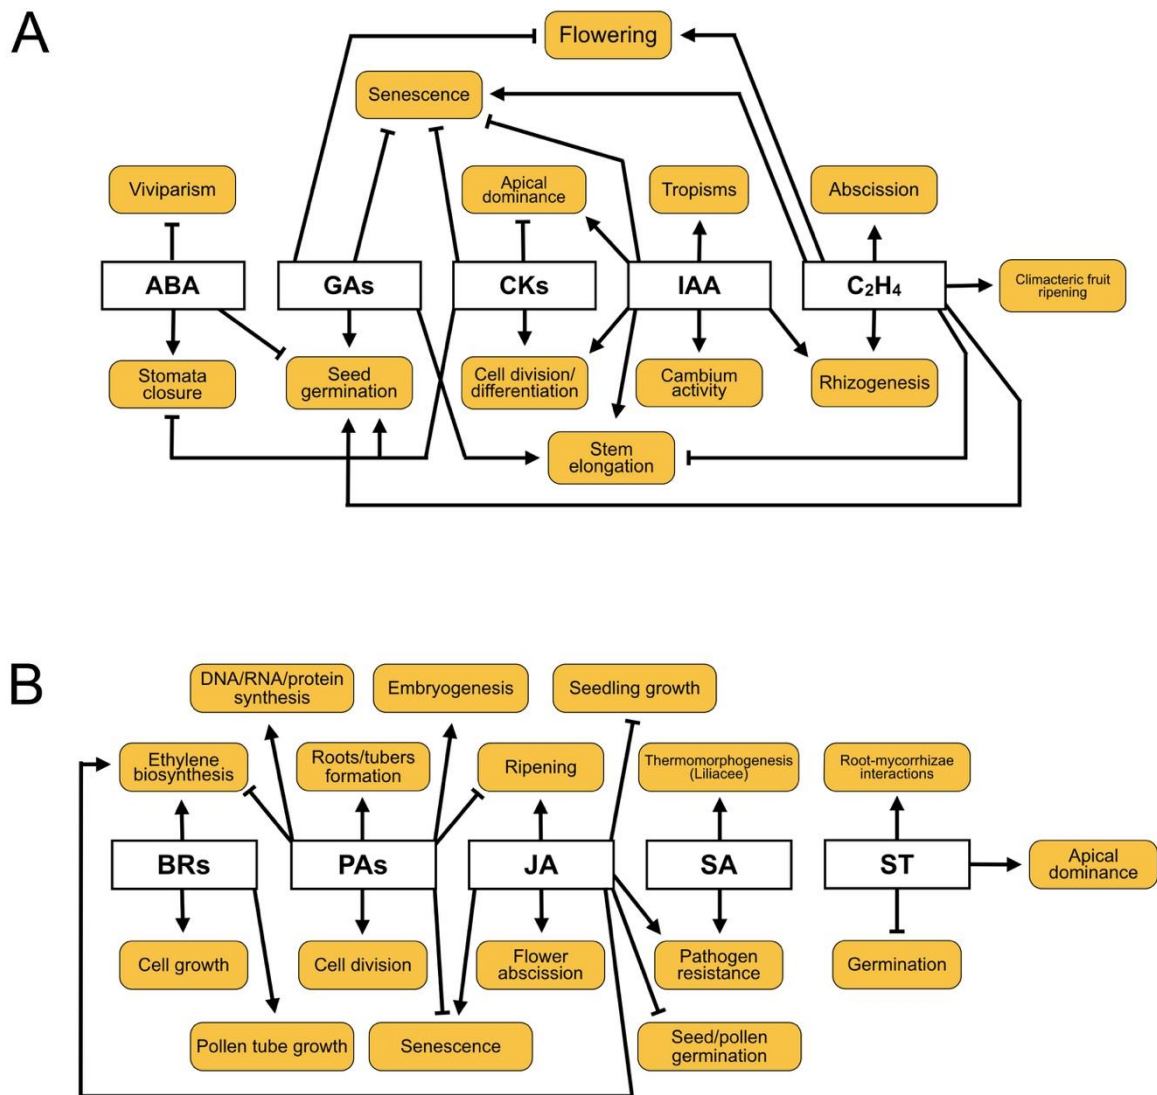 A
Flowering
Senescence
Viviparism
Apical
dominance
Tropisms
Abscission
ABA
GAs
CKs
IAA
C₂H₄
Climacteric fruit
ripening
Stomata
closure
Seed
germination
Cell division/
differentiation
Cambium
activity
Rhizogenesis
Stem
elongation
B
DNA/RNA/protein
synthesis
Embryogenesis
Seedling growth
Ethylene
biosynthesis
Roots/tubers
formation
Ripening
Thermomorphogenesis
(Liliacee)
Root-mycorrhizae
interactions
BRs
PAs
JA
SA
ST
Apical
dominance
Cell growth
Cell division
Flower
abscission
Pathogen
resistance
Germination
Pollen tube growth
Senescence
Seed/pollen
germination